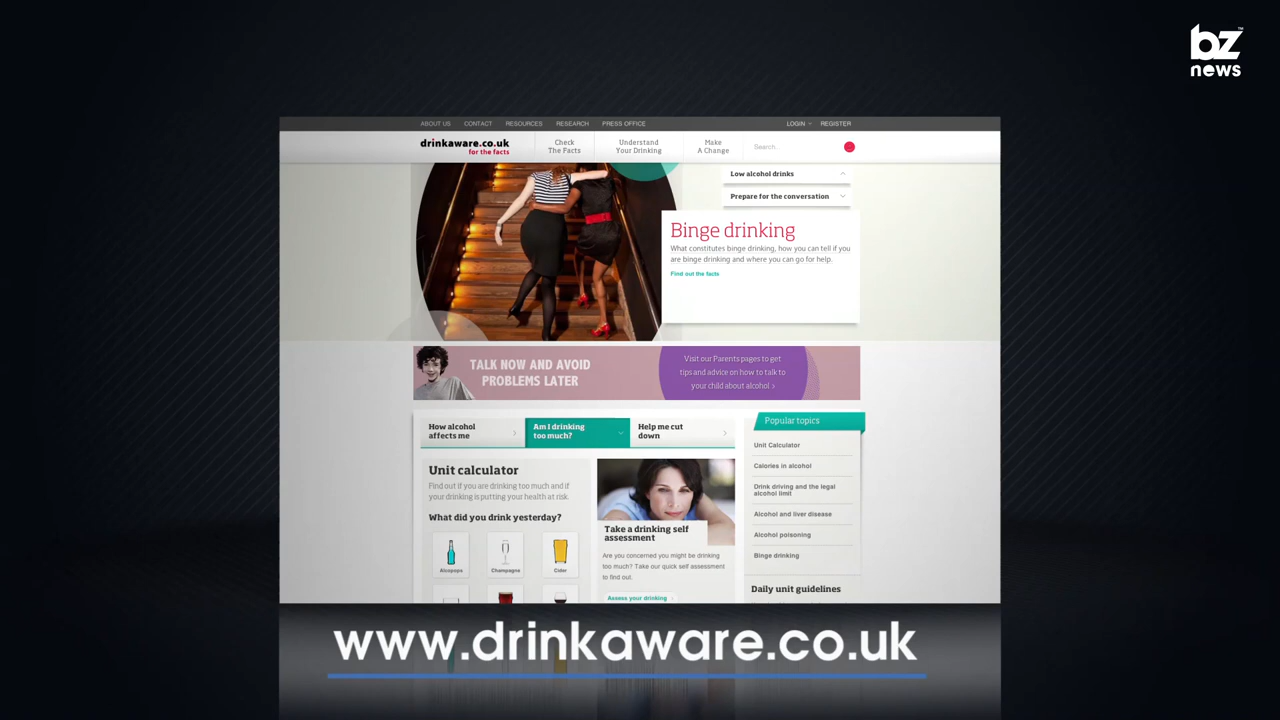 bz™
news
ABOUT US CONTACT RESOURCES RESEARCH PRESS OFFICE LOGIN REGISTER
drinkaware.co.uk
for the facts
Check
The Facts
Understand
Your Drinking
Make
A Change
Search...
Low alcohol drinks
Prepare for the conversation
Binge drinking
What constitutes binge drinking, how you can tell if you
are binge drinking and where you can go for help.
Find out the facts
TALK NOW AND AVOID
PROBLEMS LATER
Visit our Parents pages to get
tips and advice on how to talk to
your child about alcohol ›
How alcohol
affects me
Am I drinking
too much?
Help me cut
down
Unit calculator
Find out if you are drinking too much and if
your drinking is putting your health at risk.
What did you drink yesterday?
Alcopops Champagne Cider
Take a drinking self
assessment
Are you concerned you might be drinking
too much? Take our quick self assessment
to find out.
Assess your drinking ›
Popular topics
Unit Calculator
Calories in alcohol
Drink driving and the legal
alcohol limit
Alcohol and liver disease
Alcohol poisoning
Binge drinking
Daily unit guidelines
www.drinkaware.co.uk